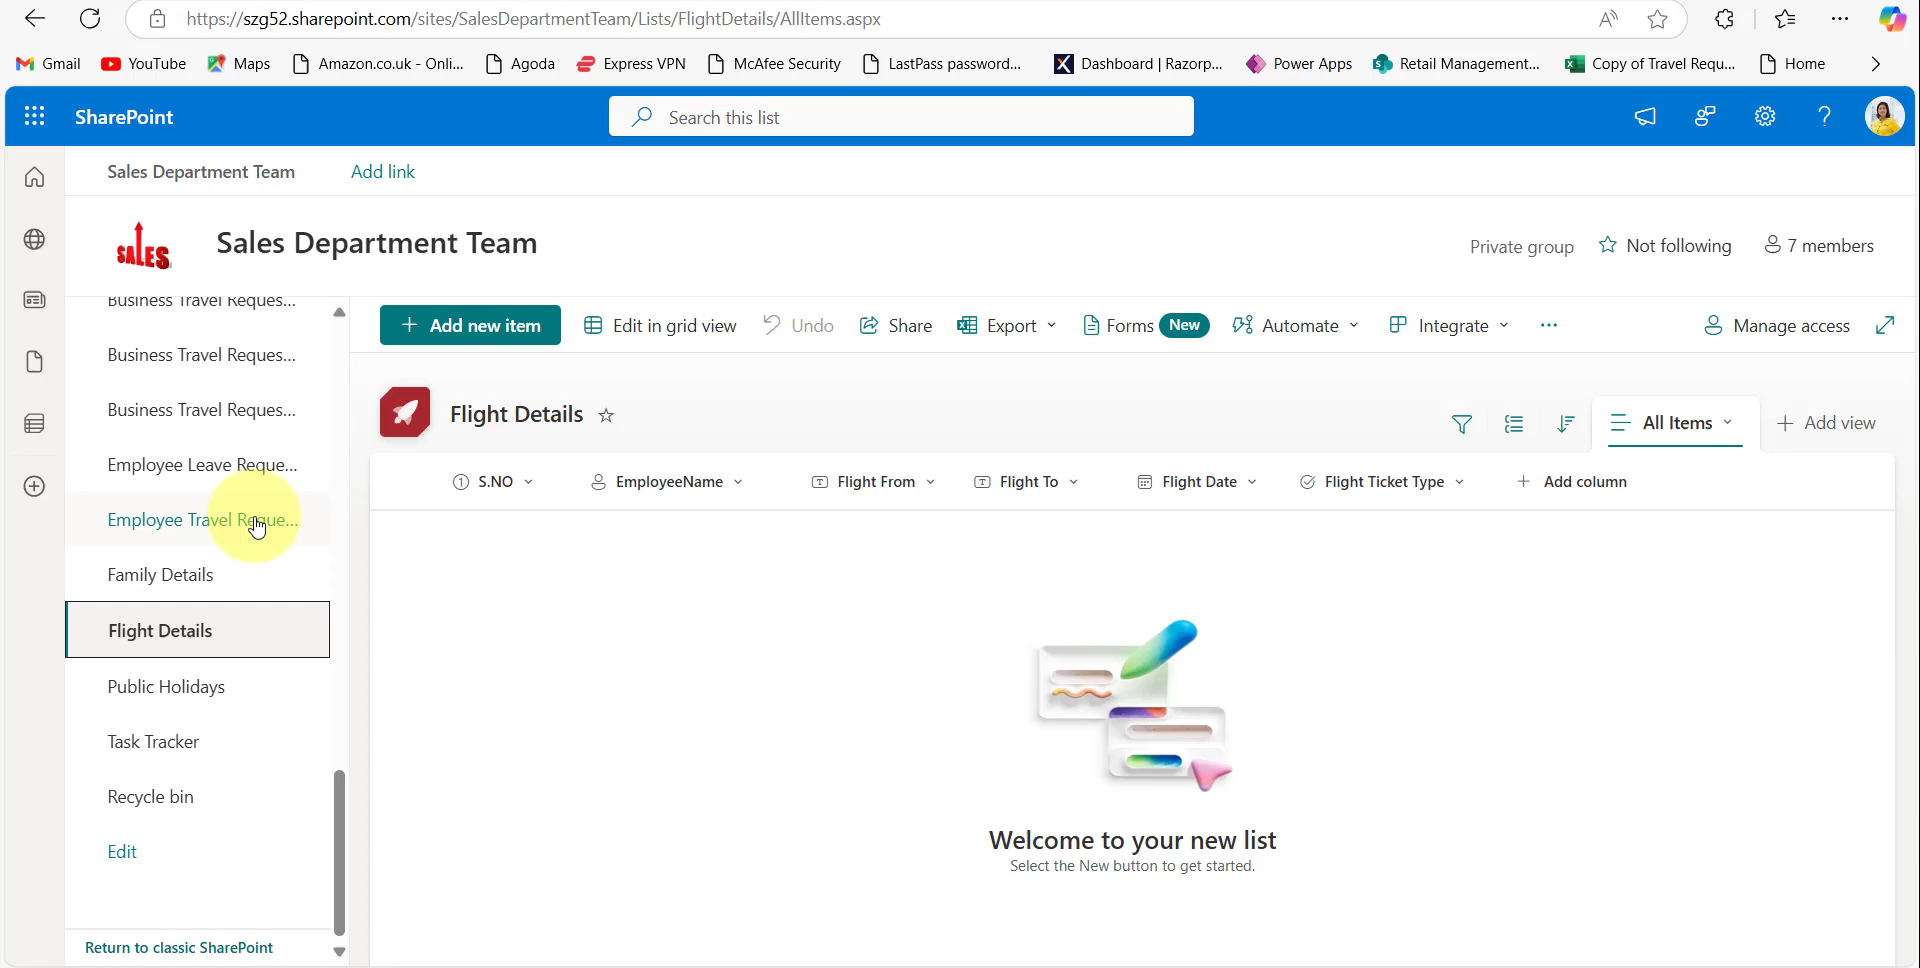 https://szg52.sharepoint.com/sites/SalesDepartmentTeam/Lists/FlightDetails/AllItems.aspx
Gmail YouTube Maps Amazon.co.uk - Onli... Agoda Express VPN McAfee Security LastPass password... Dashboard | Razorp... Power Apps Retail Management... Copy of Travel Requ... Home
SharePoint Search this list
Sales Department Team Add link
SALES Sales Department Team Private group Not following 7 members
Business Travel Reques...
Add new item Edit in grid view Undo Share Export Forms New Automate Integrate ... Manage access
Business Travel Reques...
Business Travel Reques...
Flight Details All Items Add view
Employee Leave Reque...
S.NO EmployeeName Flight From Flight To Flight Date Flight Ticket Type Add column
Employee Travel Reque...
Family Details
Flight Details
Public Holidays
Task Tracker
Recycle bin
Edit
Welcome to your new list
Select the New button to get started.
Return to classic SharePoint